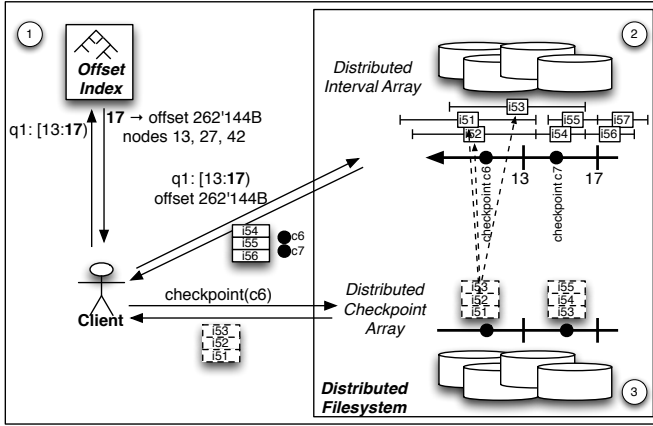 1
Offset
Index
q1: [13:17)
17 → offset 262'144B
nodes 13, 27, 42
q1: [13:17)
offset 262'144B
i54
i55
i56
c6
c7
Client
checkpoint(c6)
i53
i52
i51
2
Distributed
Interval Array
i53
i51
i55
i57
i52
i54
i56
checkpoint c6
13
checkpoint c7
17
Distributed
Checkpoint
Array
i53
i52
i51
i55
i54
i53
Distributed
Filesystem
3